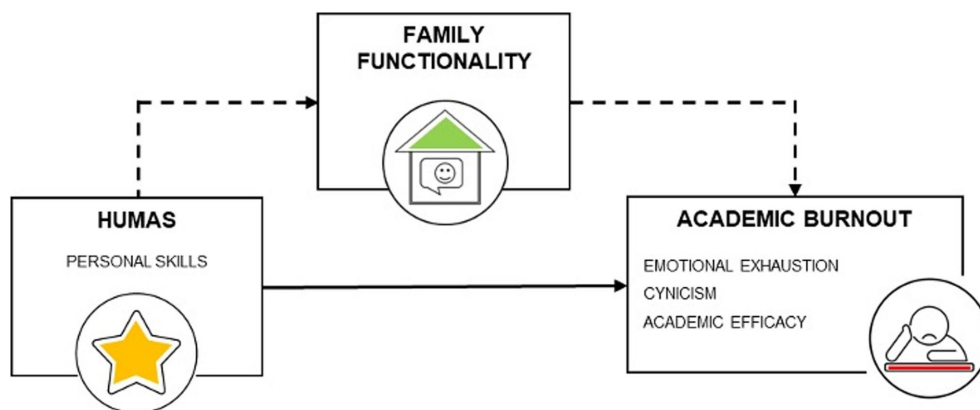 FAMILY
FUNCTIONALITY
HUMAS
PERSONAL SKILLS
ACADEMIC BURNOUT
EMOTIONAL EXHAUSTION
CYNICISM
ACADEMIC EFFICACY